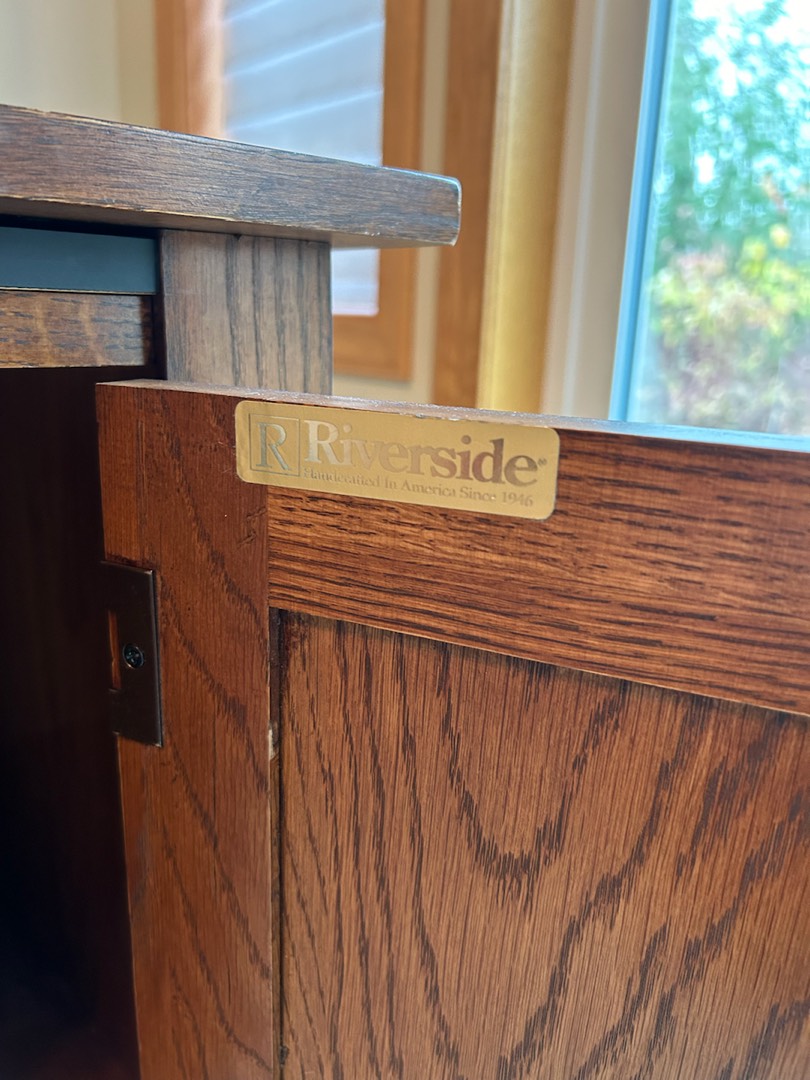 R Riverside®
Handcrafted In America Since 1946